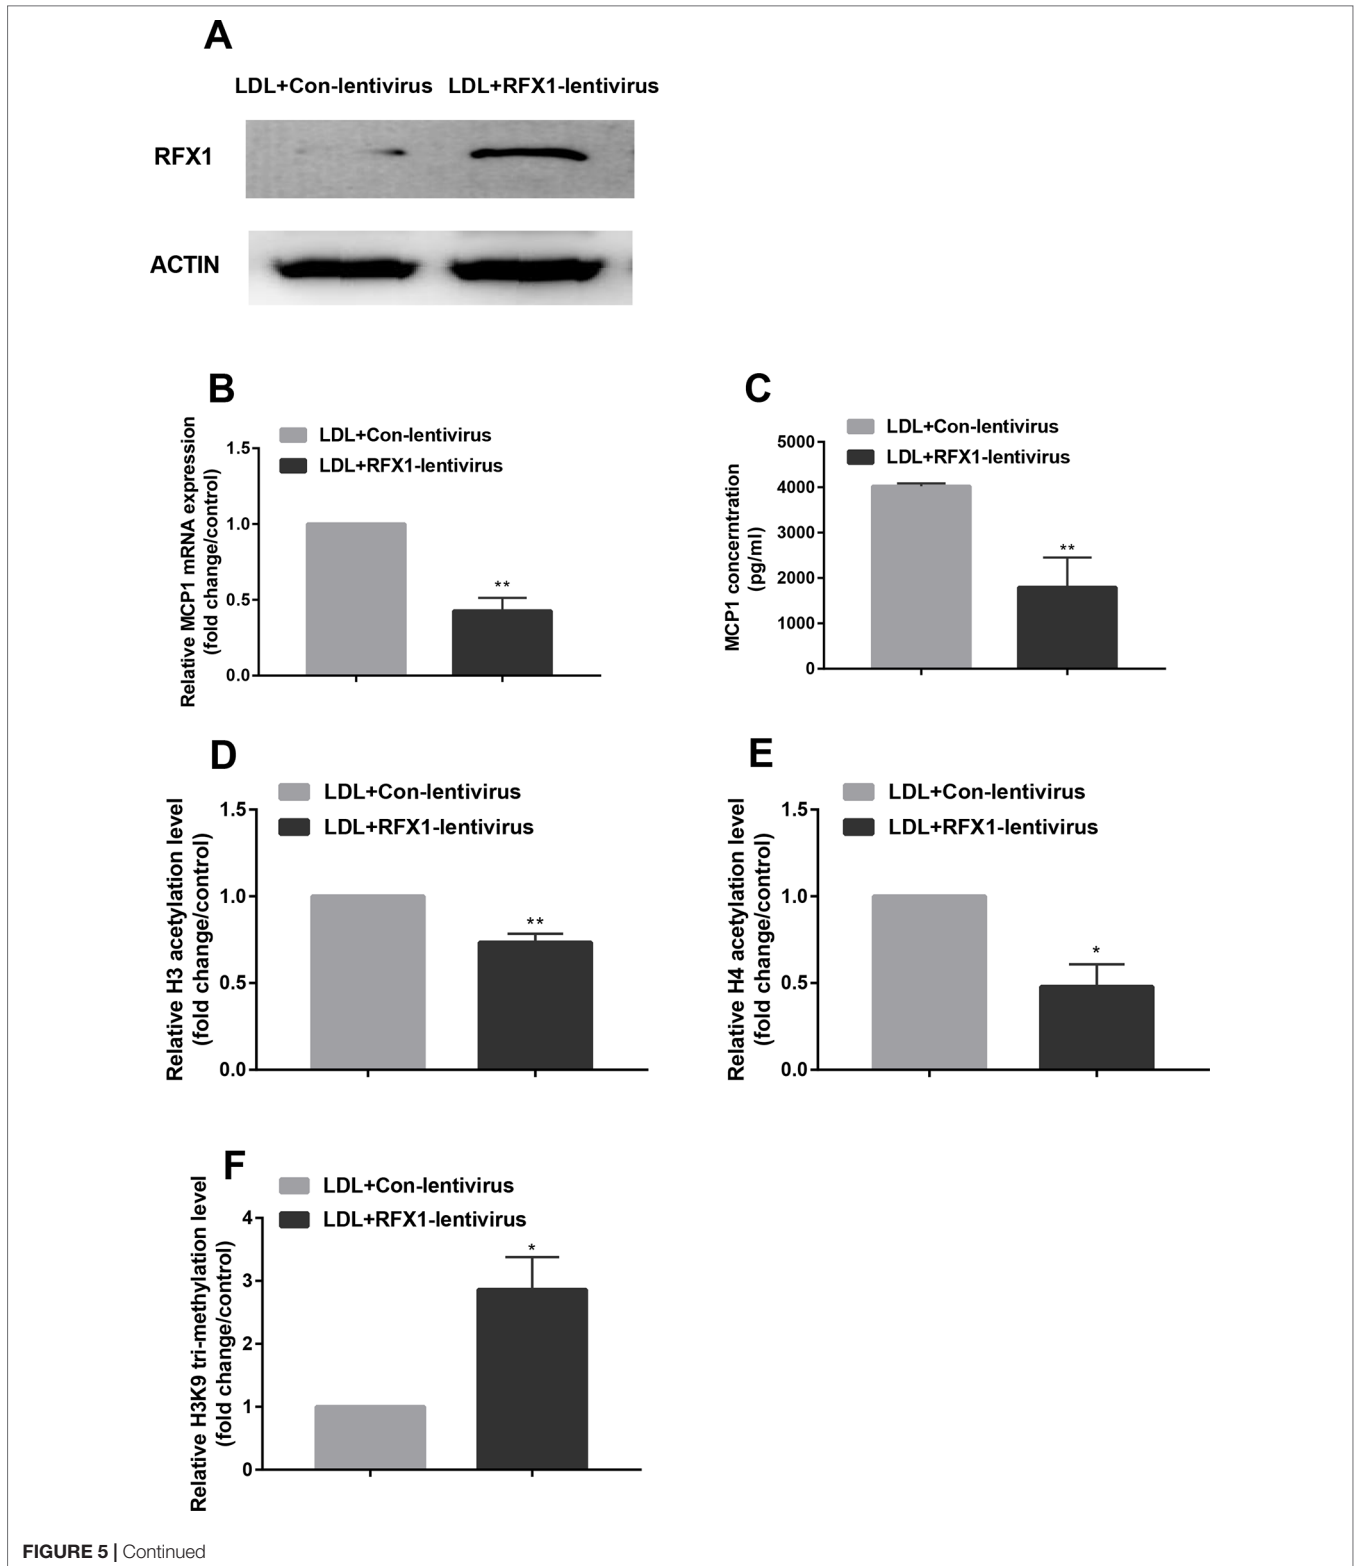 A
LDL+Con-lentivirus LDL+RFX1-lentivirus
RFX1
ACTIN
B
Relative MCP1 mRNA expression
(fold change/control)
LDL+Con-lentivirus
LDL+RFX1-lentivirus
1.5
1.0
0.5
0.0
**
C
MCP1 concerntration
(pg/ml)
LDL+Con-lentivirus
LDL+RFX1-lentivirus
5000
4000
3000
2000
1000
0
**
D
Relative H3 acetylation level
(fold change/control)
LDL+Con-lentivirus
LDL+RFX1-lentivirus
1.5
1.0
0.5
0.0
**
E
Relative H4 acetylation level
(fold change/control)
LDL+Con-lentivirus
LDL+RFX1-lentivirus
1.5
1.0
0.5
0.0
*
F
Relative H3K9 tri-methylation level
(fold change/control)
LDL+Con-lentivirus
LDL+RFX1-lentivirus
4
3
2
1
0
*
FIGURE 5 | Continued